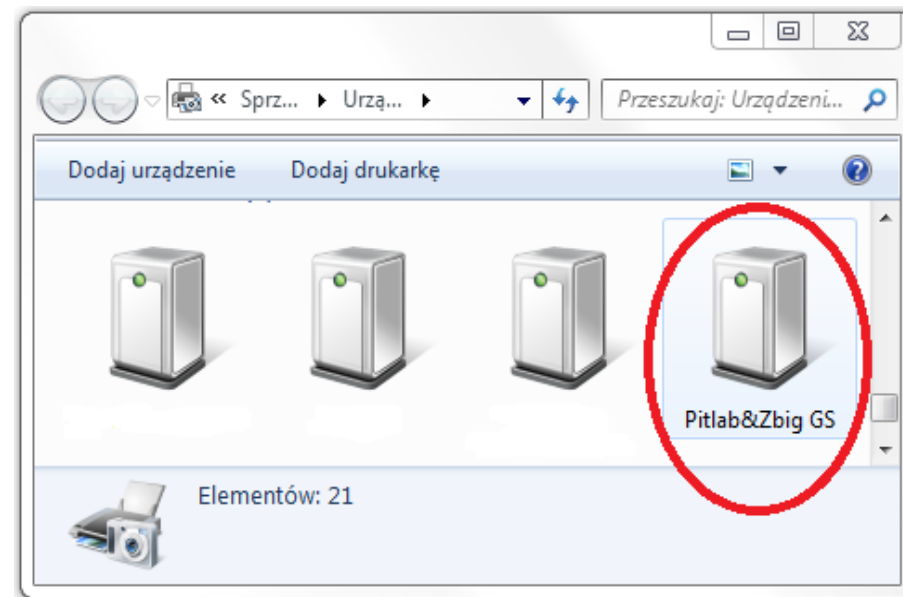 « Sprz... Urzą... Przeszukaj: Urządzeni...
Dodaj urządzenie Dodaj drukarkę
Pitlab&Zbig GS
Elementów: 21